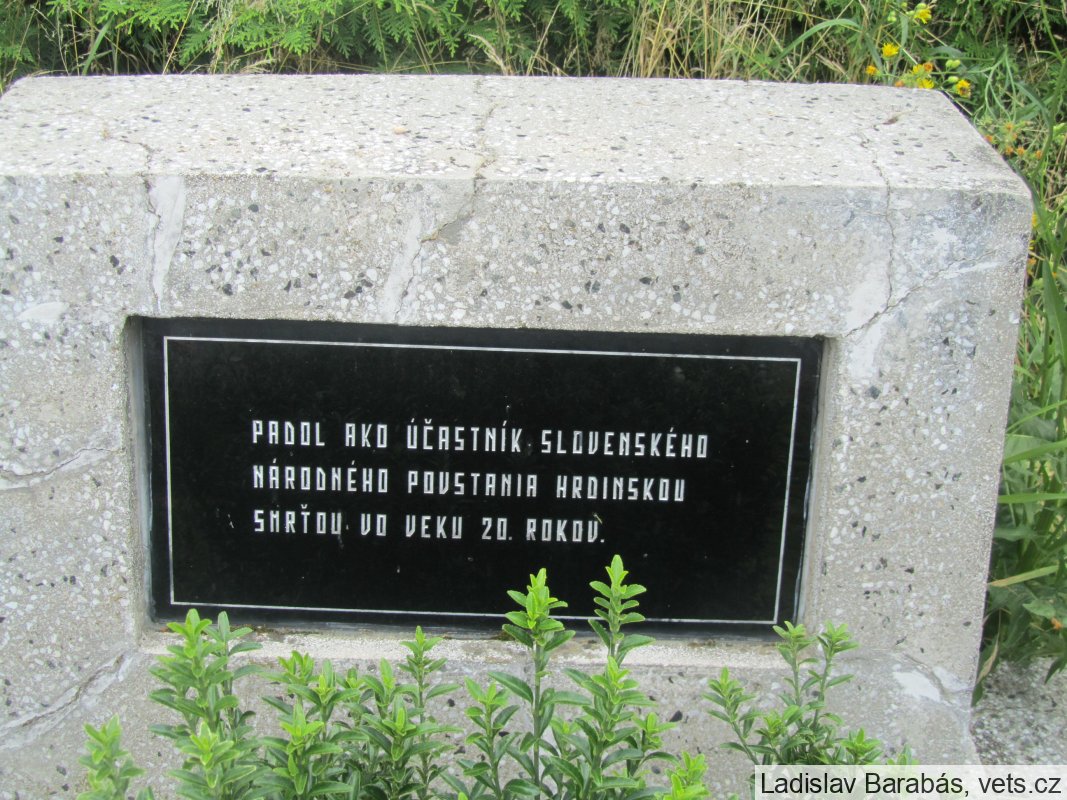 PADOL AKO ÚČASTNÍK SLOVENSKÉHO
NÁRODNÉHO POVSTANIA HRDINSKOU
SMRŤOU VO VEKU 20. ROKOV.
Ladislav Barabás, vets.cz